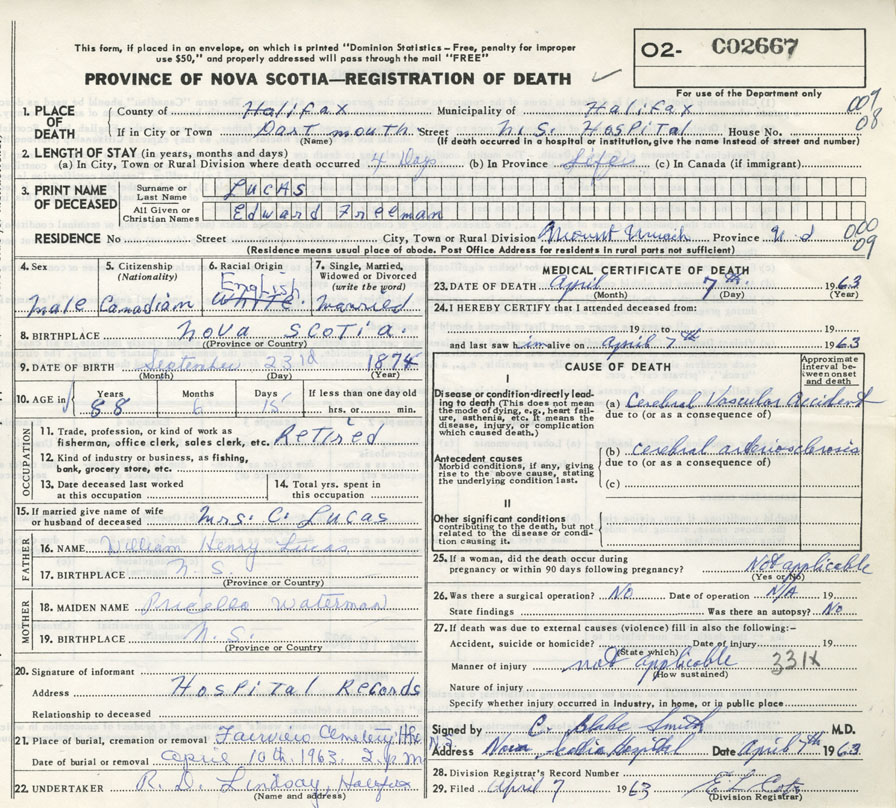 This form, if placed in an envelope, on which is printed "Dominion Statistics – Free, penalty for improper
use $50," and properly addressed will pass through the mail "FREE"
O2- C02667
PROVINCE OF NOVA SCOTIA—REGISTRATION OF DEATH
For use of the Department only
1. PLACE OF DEATH
County of Halifax Municipality of Halifax 009
If in City or Town Dartmouth Street N.S. Hospital House No. 08
(Name) (If death occurred in a hospital or institution, give the name instead of street and number)
2. LENGTH OF STAY (in years, months and days)
(a) In City, Town or Rural Division where death occurred 4 Days (b) In Province Lifes (c) In Canada (if immigrant)
3. PRINT NAME OF DECEASED
Surname or Last Name Lucas
All Given or Christian Names Edward Freeman
RESIDENCE No Street City, Town or Rural Division Mount Province 000
09
(Residence means usual place of abode. Post Office Address for residents in rural parts not sufficient)
4. Sex 5. Citizenship (Nationality) 6. Racial Origin 7. Single, Married, Widowed or Divorced (write the word)
English
Male Canadian White. Married
8. BIRTHPLACE Nova Scotia.
(Province or Country)
9. DATE OF BIRTH September 23rd 1874
(Month) (Day) (Year)
10. AGE in Years Months Days If less than one day old
88 6 15 hrs. or min.
OCCUPATION
11. Trade, profession, or kind of work as
fisherman, office clerk, sales clerk, etc. Retired
12. Kind of industry or business, as fishing,
bank, grocery store, etc.
13. Date deceased last worked at this occupation
14. Total yrs. spent in this occupation
15. If married give name of wife
or husband of deceased Mrs. C. Lucas
FATHER
16. NAME William Henry Lucas
17. BIRTHPLACE N.S.
(Province or Country)
MOTHER
18. MAIDEN NAME Pricella Waterman
19. BIRTHPLACE N.S.
(Province or Country
20. Signature of informant
Address Hospital Records
Relationship to deceased
21. Place of burial, cremation or removal Fairview Cemetery Hfx N.S.
Date of burial or removal April 10th. 1963. 2. p.m
22. UNDERTAKER R. D. Lindsay, Halifax
(Name and address)
MEDICAL CERTIFICATE OF DEATH
23. DATE OF DEATH April 7th. 1963
(Month) (Day) (Year)
24. I HEREBY CERTIFY that I attended deceased from:
19 to 19
and last saw him alive on April 7th 1963
CAUSE OF DEATH
Approximate interval between onset and death
I
Disease or condition directly leading to death (This does not mean the mode of dying, e.g., heart failure, asthenia, etc. It means the disease, injury, or complication which caused death.)
(a) Cerebral Vascular Accident
due to (or as a consequence of)
Antecedent causes
Morbid conditions, if any, giving rise to the above cause, stating the underlying condition last.
(b) cerebral arteriosclerosis
due to (or as a consequence of)
(c)
II
Other significant conditions
contributing to the death, but not related to the disease or condition causing it.
25. If a woman, did the death occur during
pregnancy or within 90 days following pregnancy? Not applicable
(Yes or No)
26. Was there a surgical operation? No Date of operation N/A 19
State findings Was there an autopsy? No
27. If death was due to external causes (violence) fill in also the following:-
Accident, suicide or homicide? Date of injury 19
(State which)
Manner of injury not applicable 331X
(How sustained)
Nature of injury
Specify whether injury occurred in industry, in home, or in public place
Signed by C. Blake Smith M.D.
Address Nova Scotia Hospital Date April 7th 1963
28. Division Registrar's Record Number
29. Filed April 7 1963
(Division Registrar)